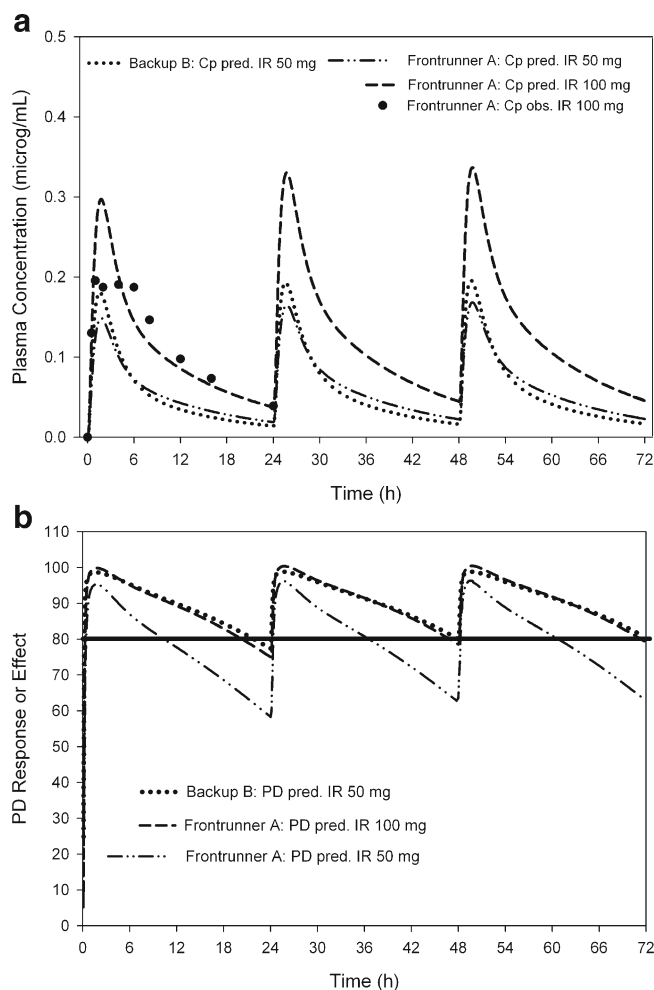 a
0.5
0.4
0.3
0.2
0.1
0.0
Plasma Concentration (microg/mL)
Backup B: Cp pred. IR 50 mg
Frontrunner A: Cp pred. IR 50 mg
Frontrunner A: Cp pred. IR 100 mg
Frontrunner A: Cp obs. IR 100 mg
0 6 12 18 24 30 36 42 48 54 60 66 72
Time (h)
b
110
100
90
80
70
60
50
40
30
20
10
0
PD Response or Effect
Backup B: PD pred. IR 50 mg
Frontrunner A: PD pred. IR 100 mg
Frontrunner A: PD pred. IR 50 mg
0 6 12 18 24 30 36 42 48 54 60 66 72
Time (h)